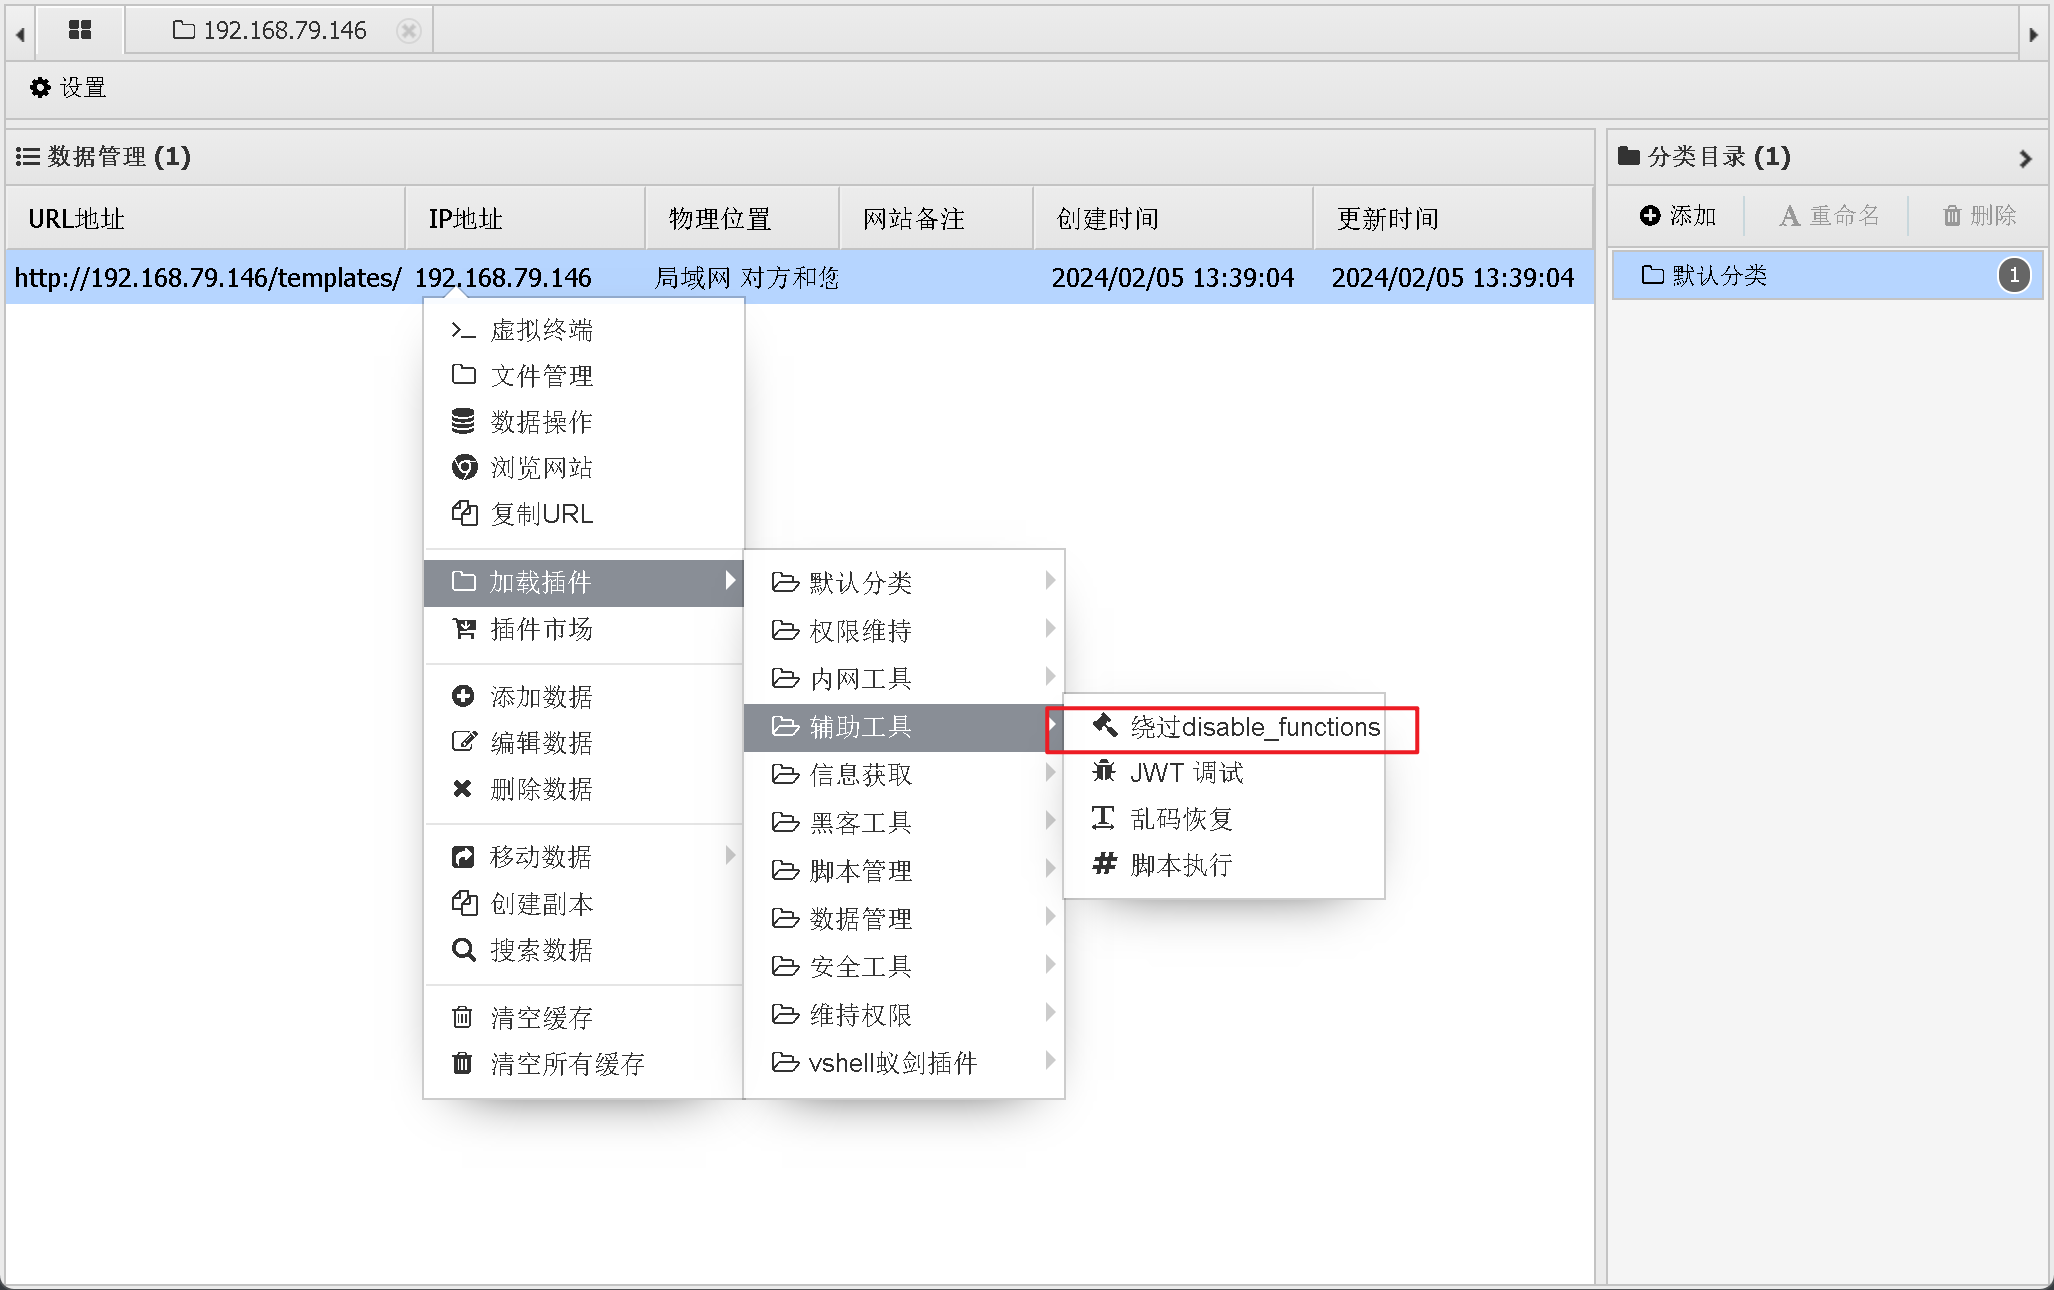 192.168.79.146
设置
数据管理 (1)
URL地址 IP地址 物理位置 网站备注 创建时间 更新时间
http://192.168.79.146/templates/ 192.168.79.146 局域网 对方和您 2024/02/05 13:39:04 2024/02/05 13:39:04
虚拟终端
文件管理
数据操作
浏览网站
复制URL
加载插件
插件市场
添加数据
编辑数据
删除数据
移动数据
创建副本
搜索数据
清空缓存
清空所有缓存
默认分类
权限维持
内网工具
辅助工具
信息获取
黑客工具
脚本管理
数据管理
安全工具
维持权限
vshell蚁剑插件
绕过disable_functions
JWT 调试
乱码恢复
脚本执行
分类目录 (1)
添加 重命名 删除
默认分类 1